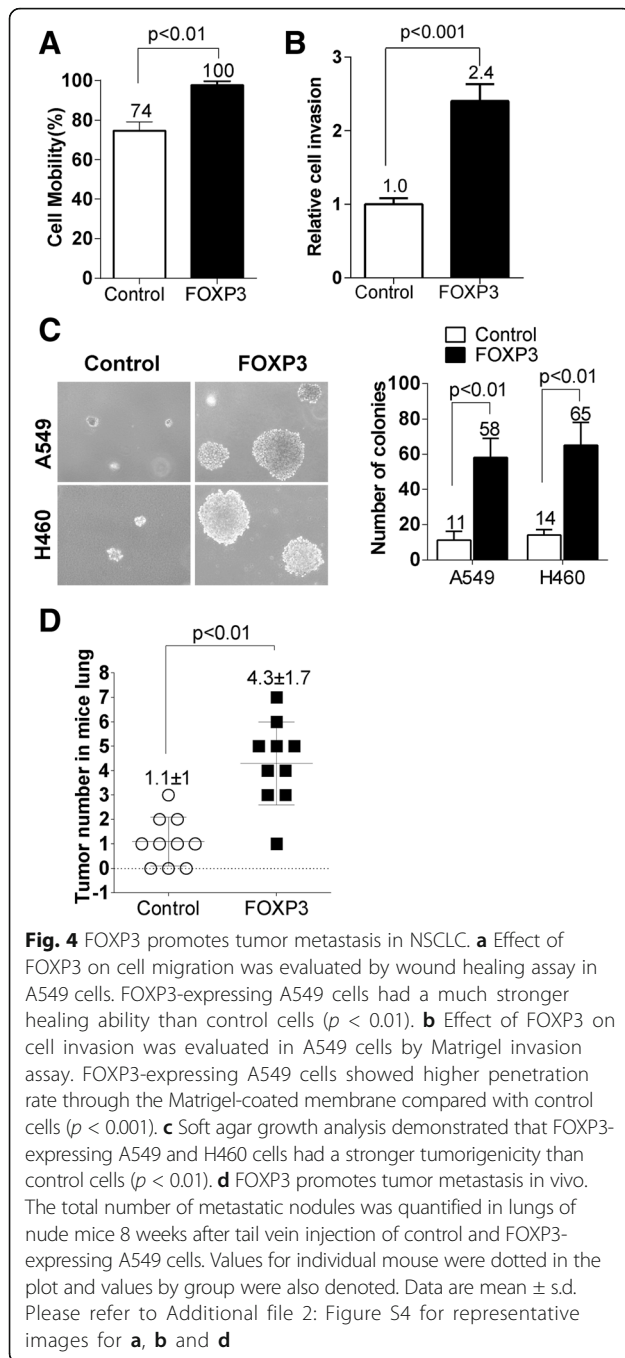 A
p<0.01
Cell Mobility(%)
100
80
60
40
20
0
74
100
Control
FOXP3
B
p<0.001
Relative cell invasion
3
2
1
0
1.0
2.4
Control
FOXP3
C
Control
FOXP3
A549
H460
Control
FOXP3
Number of colonies
100
80
60
40
20
0
p<0.01
p<0.01
11
58
14
65
A549
H460
D
p<0.01
Tumor number in mice lung
8
7
6
5
4
3
2
1
0
-1
1.1±1
4.3±1.7
Control
FOXP3
Fig. 4 FOXP3 promotes tumor metastasis in NSCLC. a Effect of
FOXP3 on cell migration was evaluated by wound healing assay in
A549 cells. FOXP3-expressing A549 cells had a much stronger
healing ability than control cells (p < 0.01). b Effect of FOXP3 on
cell invasion was evaluated in A549 cells by Matrigel invasion
assay. FOXP3-expressing A549 cells showed higher penetration
rate through the Matrigel-coated membrane compared with control
cells (p < 0.001). c Soft agar growth analysis demonstrated that FOXP3-
expressing A549 and H460 cells had a stronger tumorigenicity than
control cells (p < 0.01). d FOXP3 promotes tumor metastasis in vivo.
The total number of metastatic nodules was quantified in lungs of
nude mice 8 weeks after tail vein injection of control and FOXP3-
expressing A549 cells. Values for individual mouse were dotted in the
plot and values by group were also denoted. Data are mean ± s.d.
Please refer to Additional file 2: Figure S4 for representative
images for a, b and d